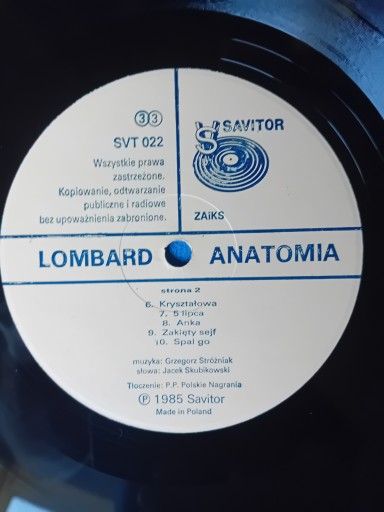 33
SVT 022
Wszystkie prawa
zastrzeżone.
Kopiowanie, odtwarzanie
publiczne i radiowe
bez upoważnienia zabronione.
SAVITOR
ZAiKS
LOMBARD ANATOMIA
strona 2
6. Kryształowa
7. 5 lipca
8. Anka
9. Zaklęty sejf
10. Spal go
muzyka: Grzegorz Stróżniak
słowa: Jacek Skubikowski
Tłoczenie: P.P. Polskie Nagrania
Ⓟ 1985 Savitor
Made in Poland